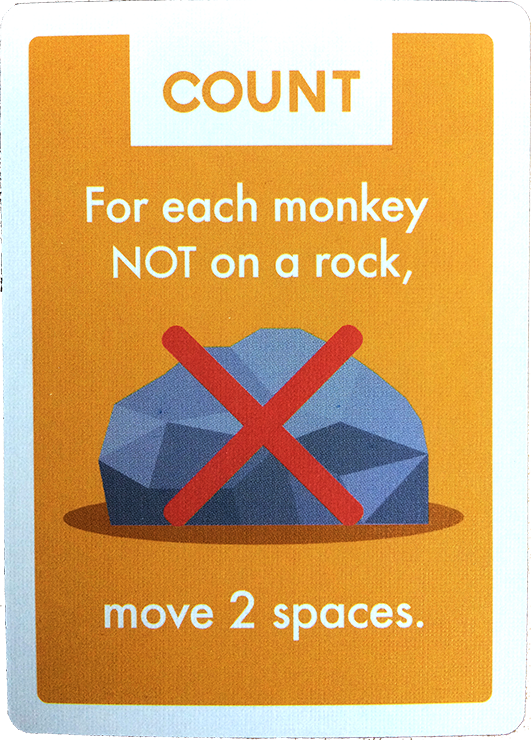 COUNT
For each monkey
NOT on a rock,
move 2 spaces.